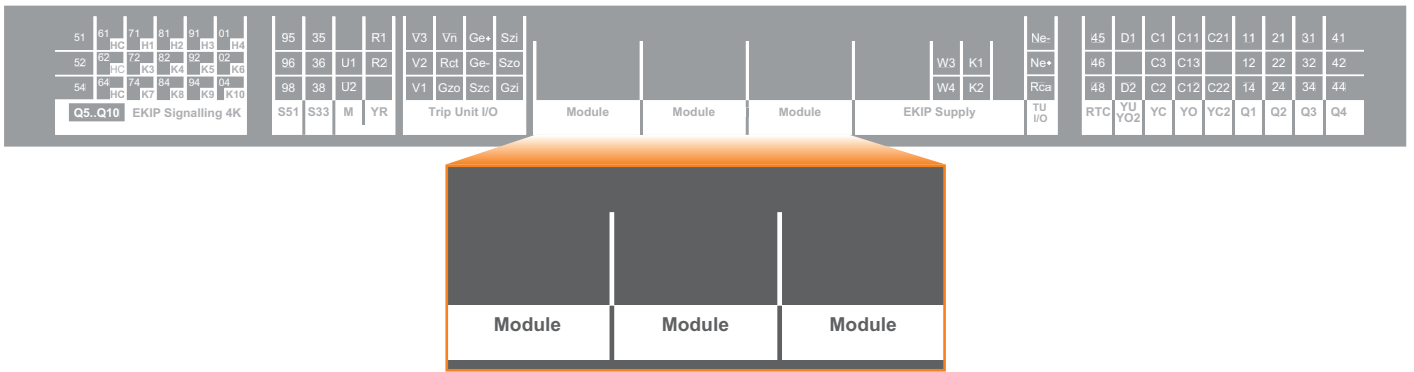 51 61 71 81 91 01 95 35 R1 V3 Vn Ge+ Szi Ne- 45 D1 C1 C11 C21 11 21 31 41
HC H1 H2 H3 H4
52 62 72 82 92 02 96 36 U1 R2 V2 Rct Ge- Szo W3 K1 Ne+ 46 C3 C13 12 22 32 42
HC K3 K4 K5 K6
54 64 74 84 94 04 98 38 U2 V1 Gzo Szc Gzi W4 K2 Rca 48 D2 C2 C12 C22 14 24 34 44
HC K7 K8 K9 K10
Q5..Q10 EKIP Signalling 4K S51 S33 M YR Trip Unit I/O Module Module Module EKIP Supply TU I/O RTC YU YO2 YC YO YC2 Q1 Q2 Q3 Q4
Module Module Module